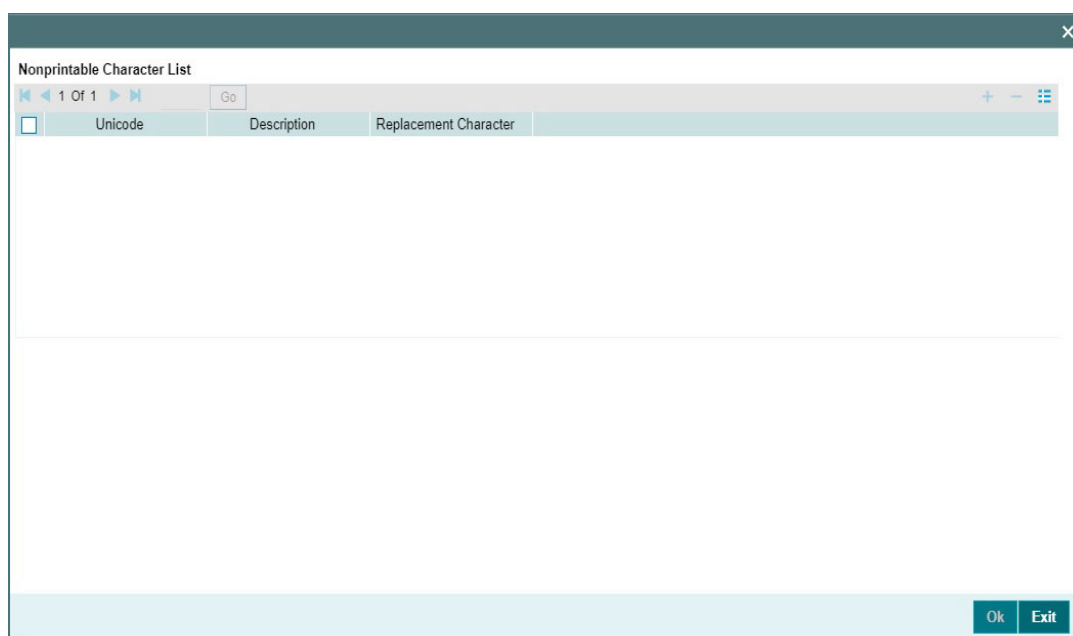 Nonprintable Character List
1 Of 1 Go
Unicode Description Replacement Character
Ok Exit